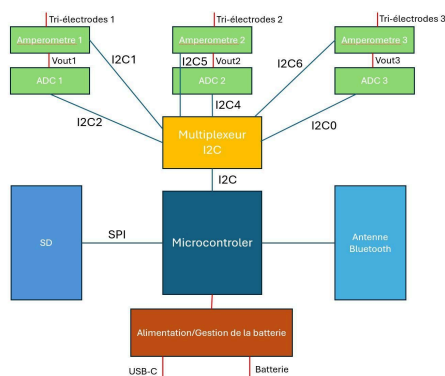 Tri-électrodes 1
Tri-électrodes 2
Tri-électrodes 3
Amperometre 1
Amperometre 2
Amperometre 3
Vout1
I2C1
I2C5
Vout2
I2C6
Vout3
ADC 1
ADC 2
ADC 3
I2C2
I2C4
I2C0
Multiplexeur
I2C
I2C
SD
SPI
Microcontroler
Antenne
Bluetooth
Alimentation/Gestion de la batterie
USB-C
Batterie